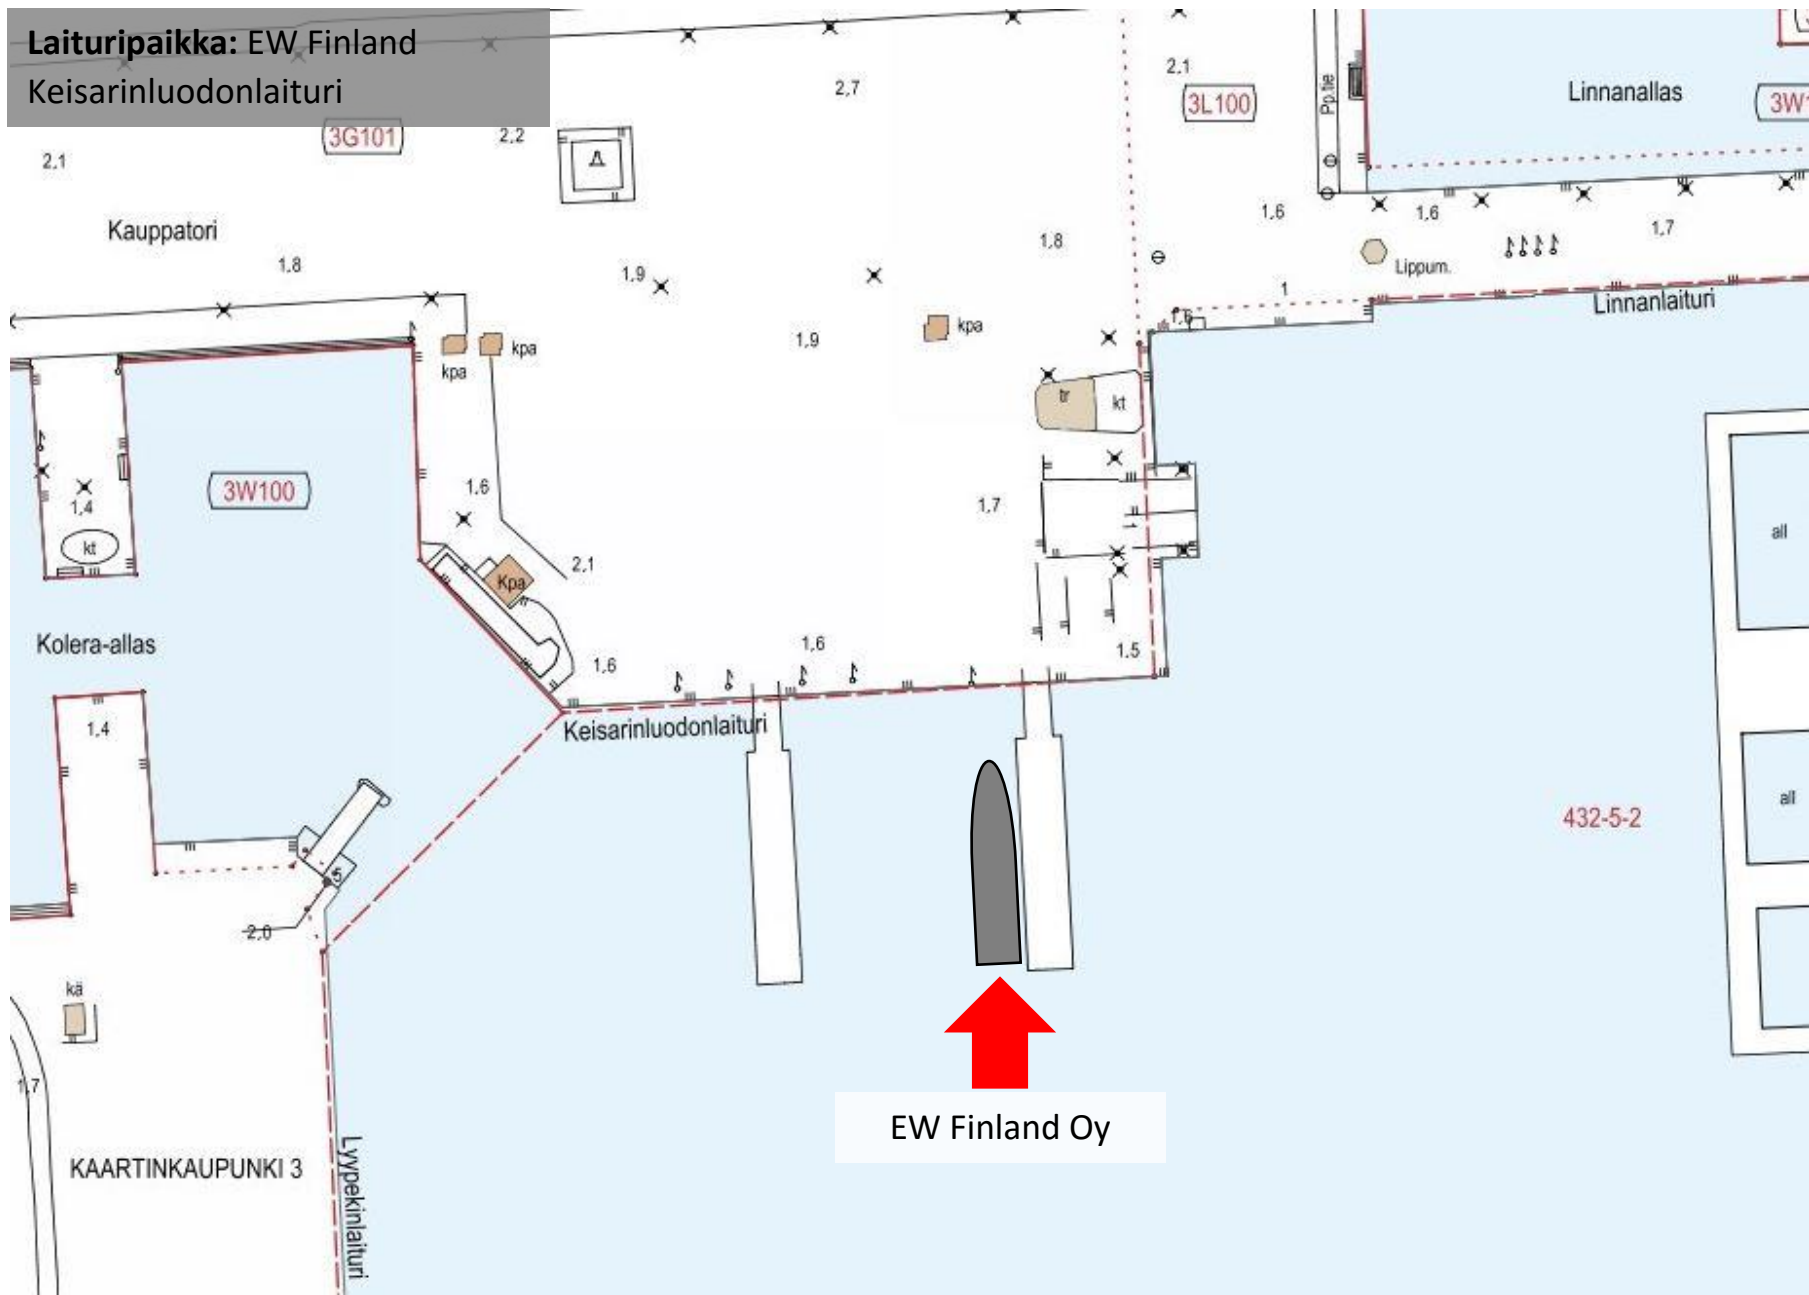 Laituripaikka: EW Finland
Keisarinluodonlaituri
2,7
2,1
3L100
Pp.tie
Linnanallas
3G101
2,2
2,1
Kauppatori
1,8
1,9
1,8
1,6
1,6
1,7
Lippum.
1
Linnanlaituri
1,6
kpa
kpa
1,9
kpa
tr
kt
3W100
1,4
kt
1,6
2,1
Kpa
1,7
all
Kolera-allas
1,6
1,6
1,5
1,4
Keisarinluodonlaituri
432-5-2
all
2,0
kä
1,7
EW Finland Oy
KAARTINKAUPUNKI 3
Lyypekinlaituri